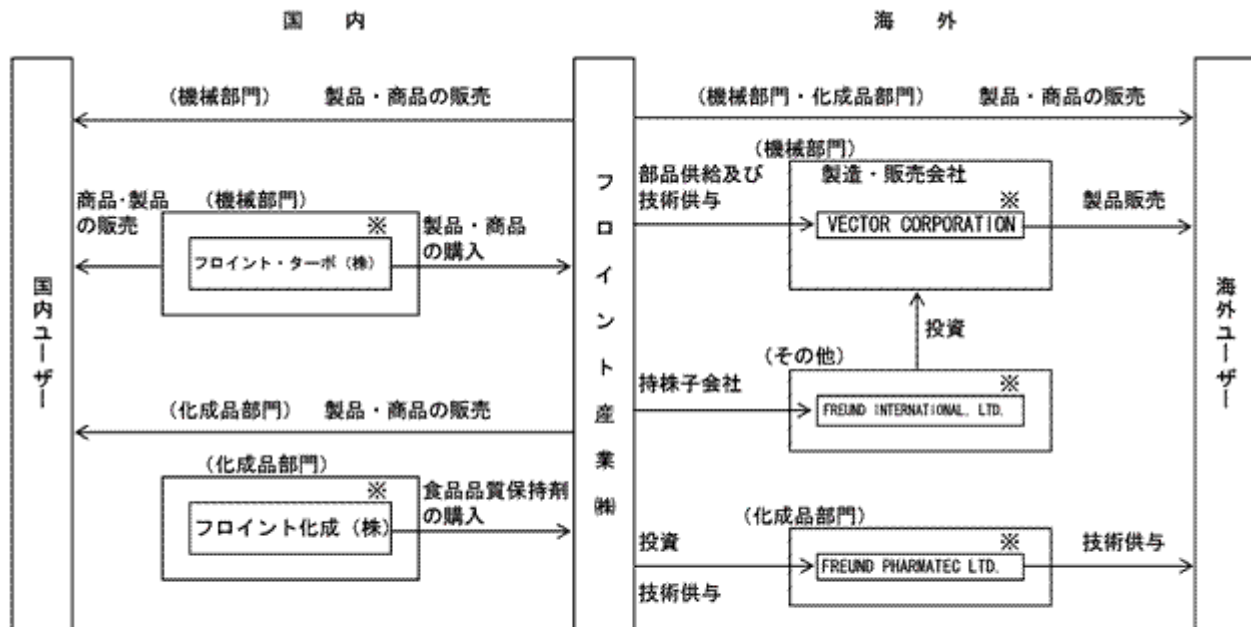 国　内
海　外
(機械部門)　製品・商品の販売
(機械部門・化成品部門)　製品・商品の販売
(機械部門)
部品供給及び
技術供与
製造・販売会社
※
VECTOR CORPORATION
製品販売
商品・製品
の販売
(機械部門)
※
フロイント・ターボ（株）
製品・商品
の購入
国内ユーザー
フロイント産業㈱
海外ユーザー
投資
(その他)
持株子会社
※
FREUND INTERNATIONAL, LTD.
(化成品部門)　製品・商品の販売
(化成品部門)
※
フロイント化成（株）
食品品質保持剤
の購入
(化成品部門)
投資
技術供与
※
FREUND PHARMATEC LTD.
技術供与